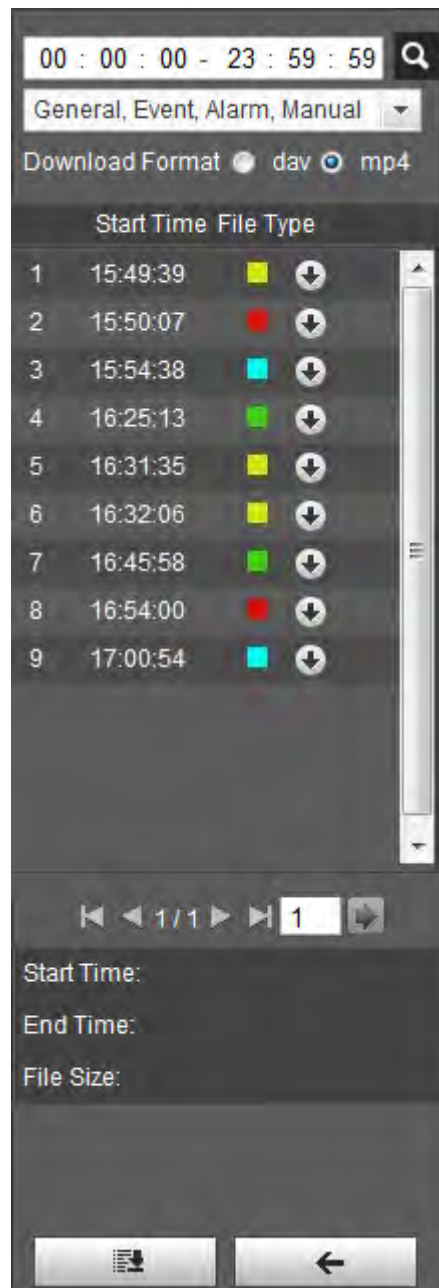 00 : 00 : 00 - 23 : 59 : 59
General, Event, Alarm, Manual
Download Format dav mp4
Start Time File Type
1 15:49:39
2 15:50:07
3 15:54:38
4 16:25:13
5 16:31:35
6 16:32:06
7 16:45:58
8 16:54:00
9 17:00:54
1 / 1 1
Start Time:
End Time:
File Size: